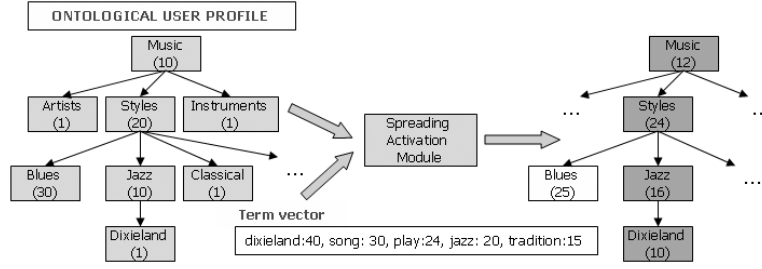 ONTOLOGICAL USER PROFILE
Music
(10)
Artists
(1)
Styles
(20)
Instruments
(1)
Blues
(30)
Jazz
(10)
Classical
(1)
...
Dixieland
(1)
Spreading
Activation
Module
Term vector
dixieland:40, song: 30, play:24, jazz: 20, tradition:15
Music
(12)
...
Styles
(24)
...
Blues
(25)
Jazz
(16)
...
Dixieland
(10)